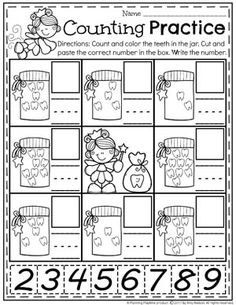 Name
Counting Practice
Directions: Count and color the teeth in the jar. Cut and
paste the correct number in the box. Write the number.
2 3 4 5 6 7 8 9